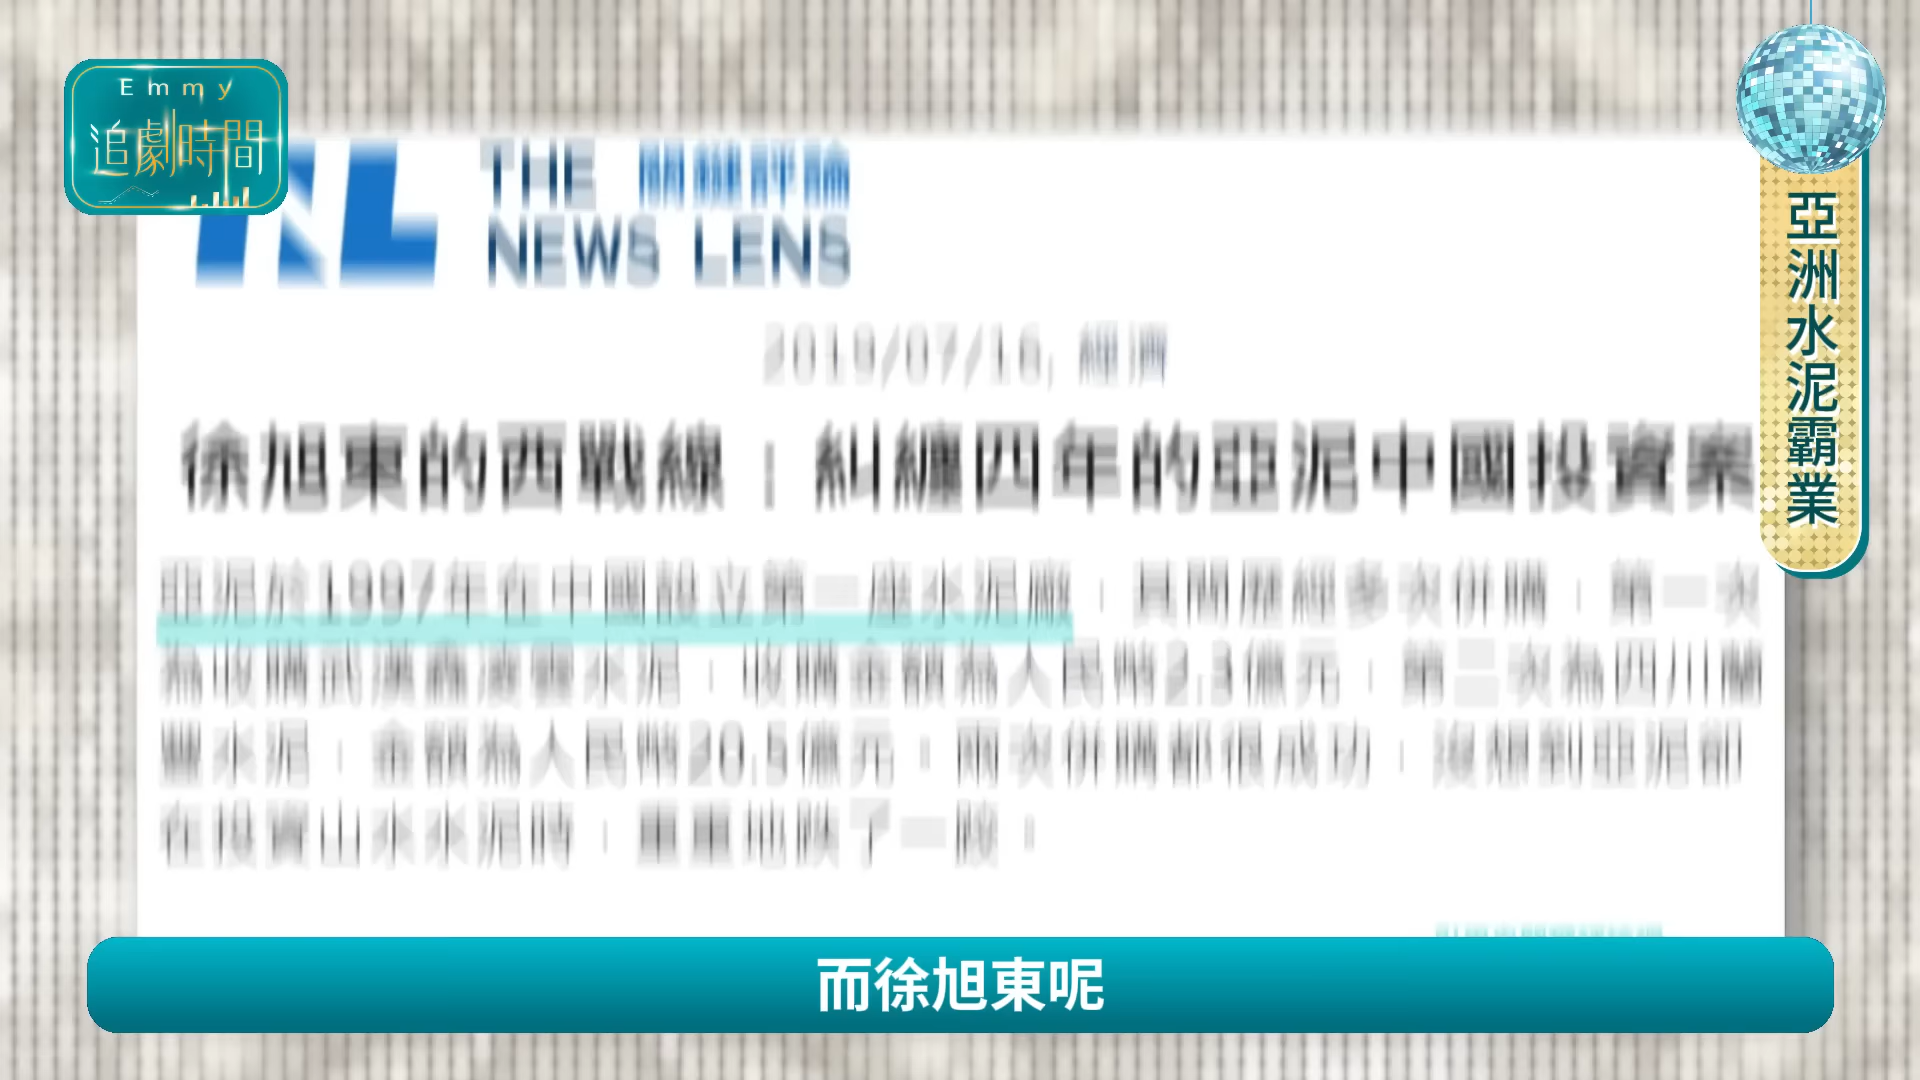 Emmy
追劇時間
THE 關鍵評論
NEWS LENS
2019/07/16, 經濟
徐旭東的西戰線：糾纏四年的亞泥中國投資案
亞泥於1997年在中國設立第一座水泥廠，其間歷經多次併購，第一次
為收購武漢鑫凌雲水泥，收購金額為人民幣2.3億元，第二次為四川蘭
豐水泥，金額為人民幣20.5億元。兩次併購都很成功，沒想到亞泥卻
在投資山水水泥時，重重地跌了一跤。
亞洲水泥霸業
而徐旭東呢